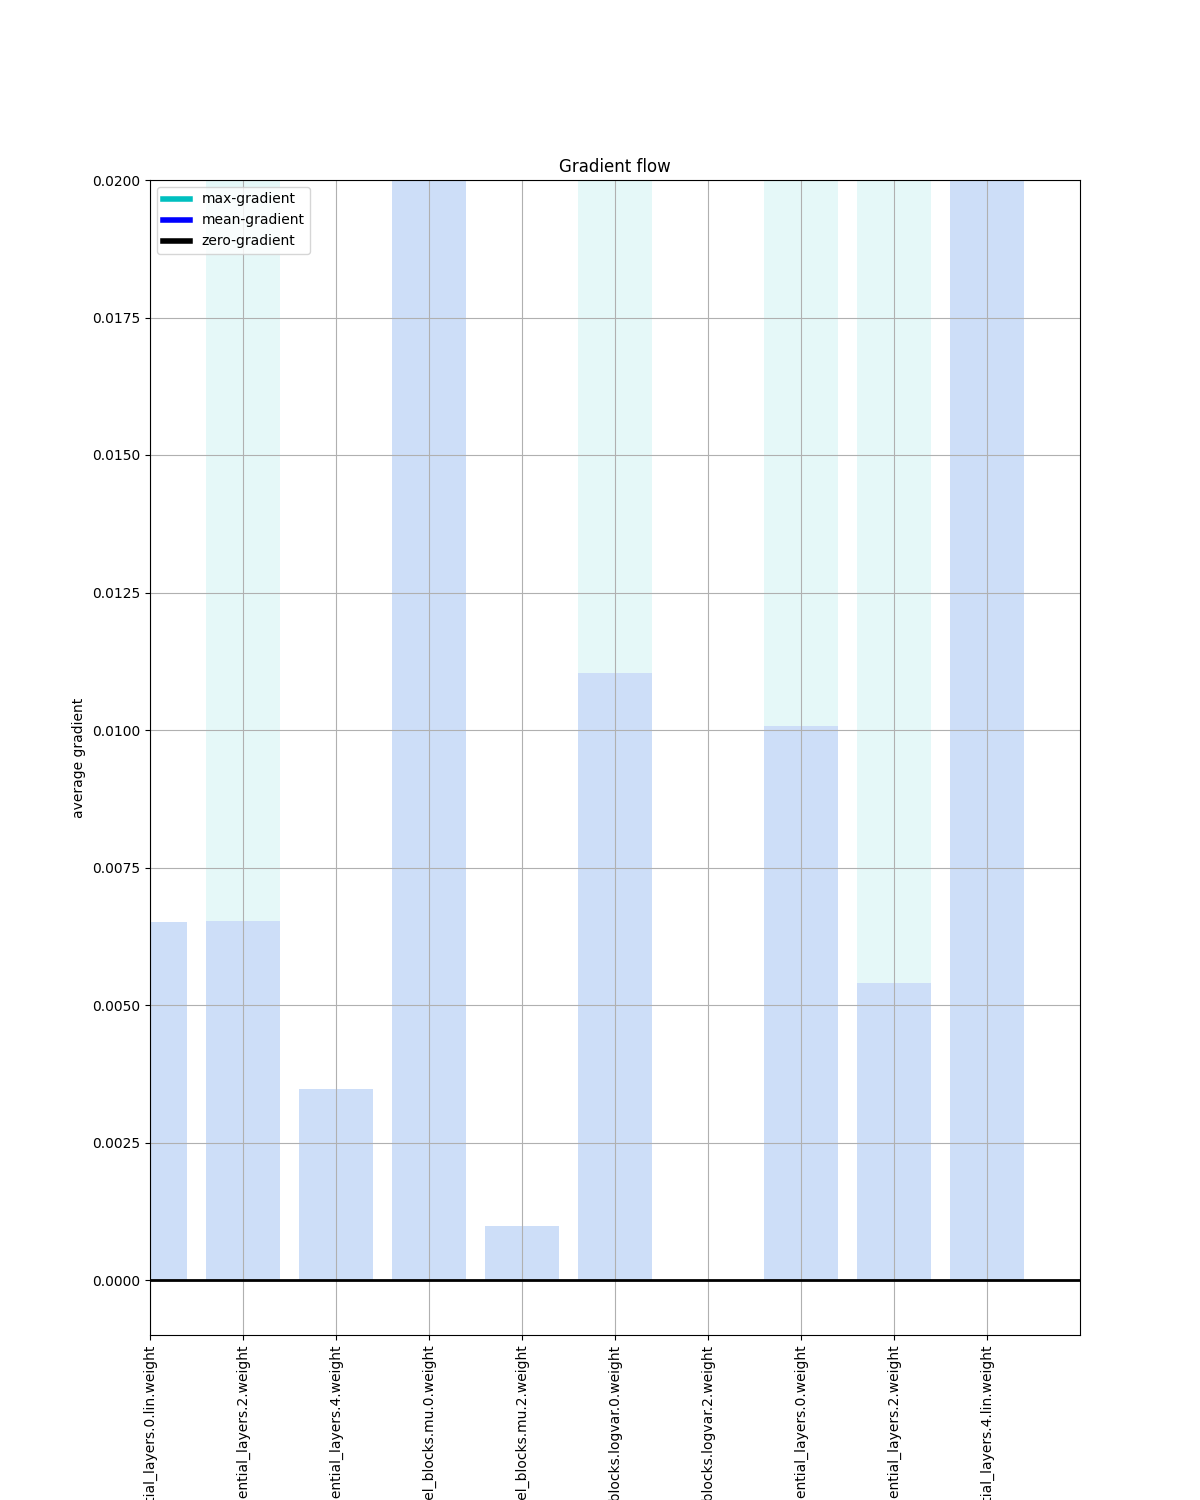 Gradient flow
max-gradient
mean-gradient
zero-gradient
0.0200
0.0175
0.0150
0.0125
0.0100
0.0075
0.0050
0.0025
0.0000
average gradient
tial_layers.0.lin.weight
ential_layers.2.weight
ential_layers.4.weight
el_blocks.mu.0.weight
el_blocks.mu.2.weight
blocks.logvar.0.weight
blocks.logvar.2.weight
ential_layers.0.weight
ential_layers.2.weight
tial_layers.4.lin.weight